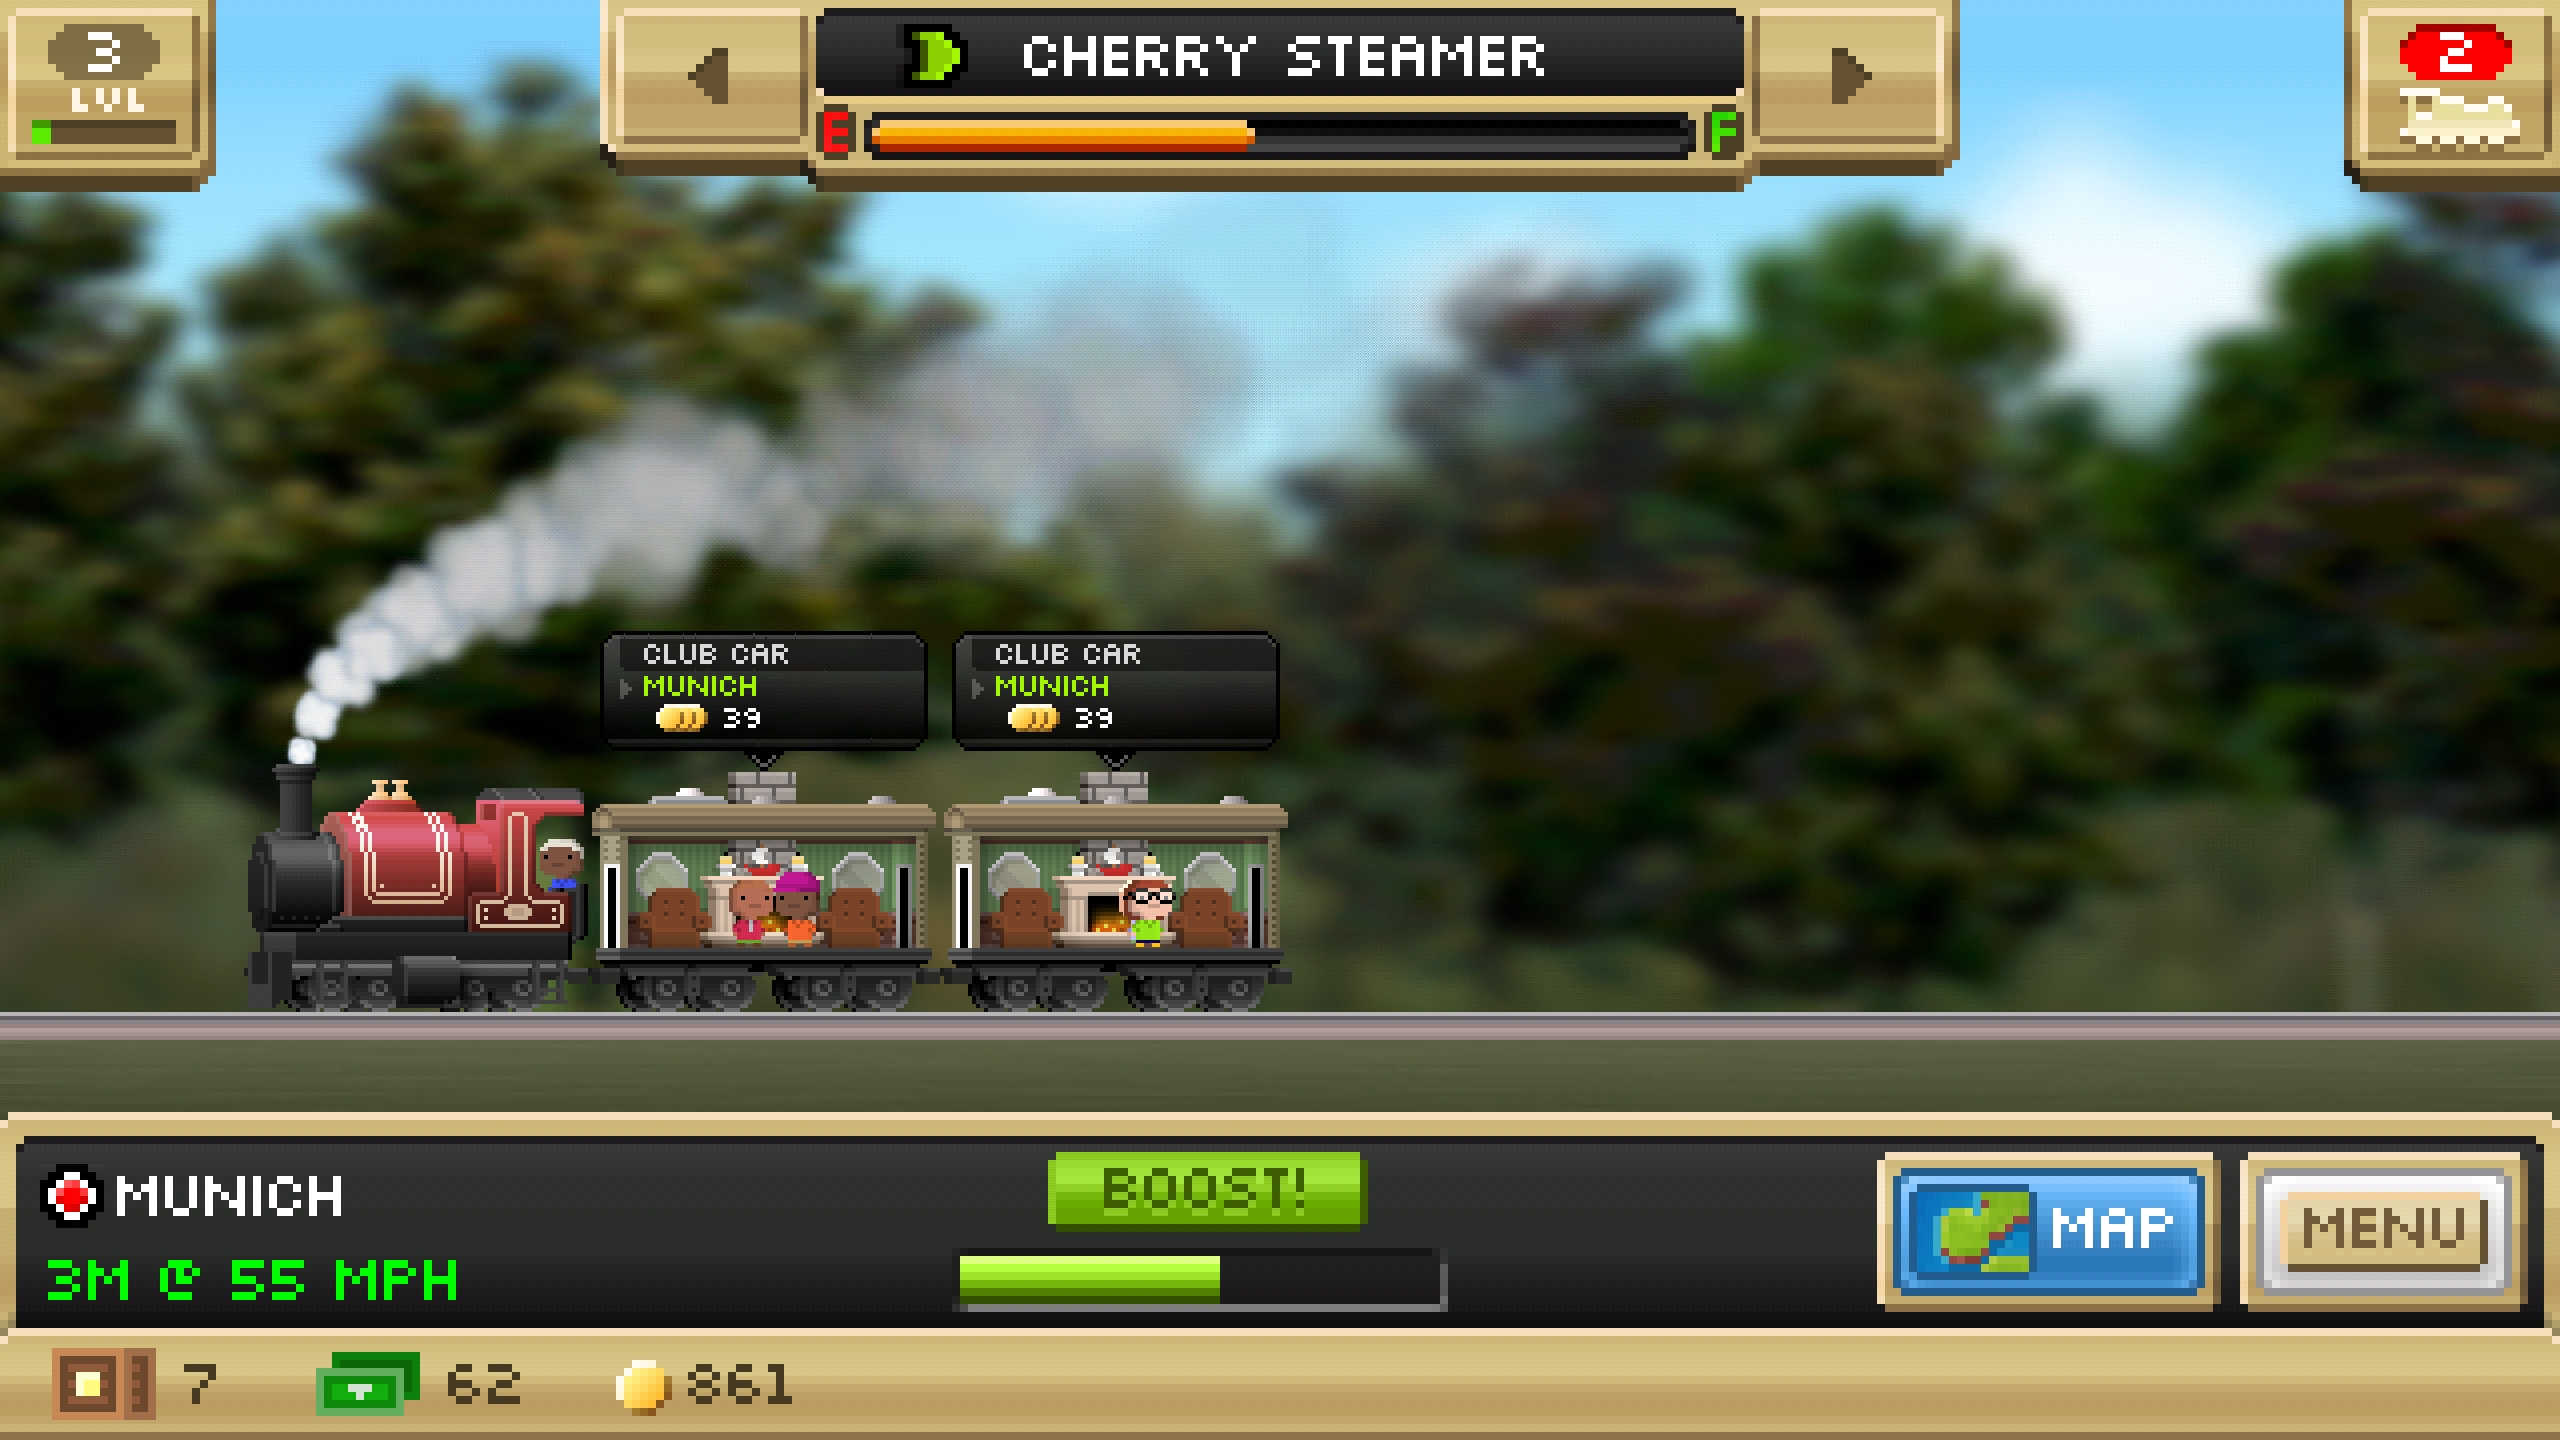 3
LVL
CHERRY STEAMER
E F
2
CLUB CAR
MUNICH
39
CLUB CAR
MUNICH
39
MUNICH
3M @ 55 MPH
BOOST!
MAP
MENU
7 62 861